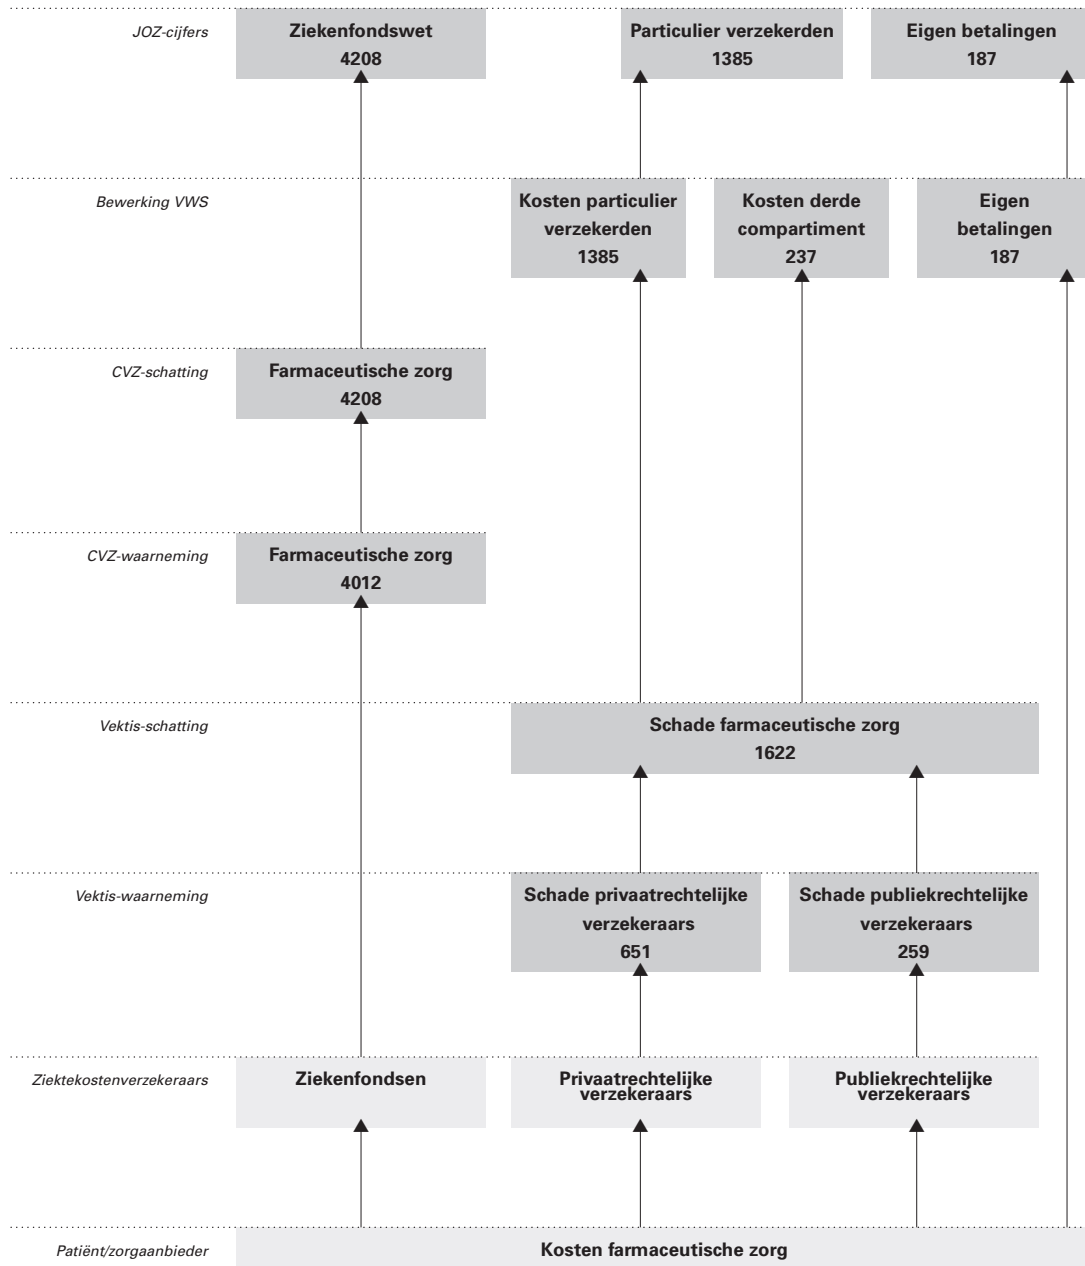 JOZ-cijfers
Ziekenfondswet
4208
Particulier verzekerden
1385
Eigen betalingen
187
Bewerking VWS
Kosten particulier
verzekerden
1385
Kosten derde
compartiment
237
Eigen
betalingen
187
CVZ-schatting
Farmaceutische zorg
4208
CVZ-waarneming
Farmaceutische zorg
4012
Vektis-schatting
Schade farmaceutische zorg
1622
Vektis-waarneming
Schade privaatrechtelijke
verzekeraars
651
Schade publiekrechtelijke
verzekeraars
259
Ziektekostenverzekeraars
Ziekenfondsen
Privaatrechtelijke
verzekeraars
Publiekrechtelijke
verzekeraars
Patiënt/zorgaanbieder
Kosten farmaceutische zorg